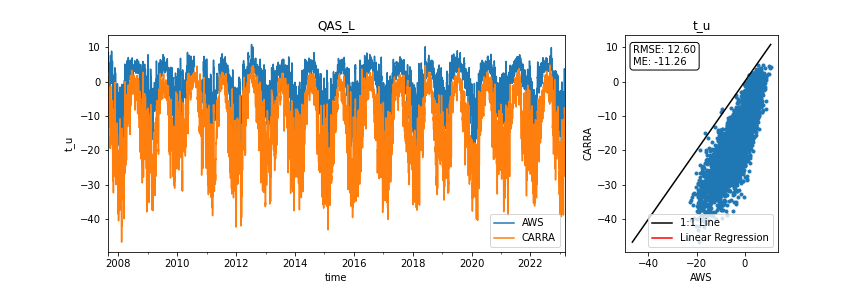 QAS_L
t_u
10
0
−10
−20
−30
−40
t_u
2008
2010
2012
2014
2016
2018
2020
2022
time
AWS
CARRA
t_u
RMSE: 12.60
ME: -11.26
10
0
−10
−20
−30
−40
CARRA
−40
−20
0
AWS
1:1 Line
Linear Regression